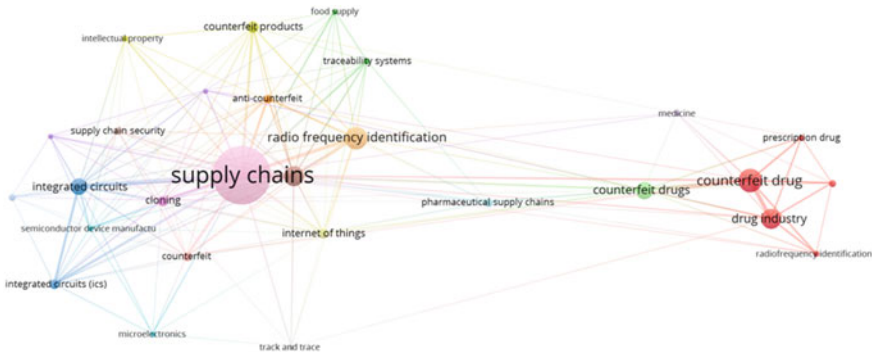 food supply
counterfeit products
intellectual property
traceability systems
anti-counterfeit
medicine
supply chain security
radio frequency identification
prescription drug
supply chains
counterfeit drug
integrated circuits
counterfeit drugs
cloning
pharmaceutical supply chains
drug industry
semiconductor device manufactu
internet of things
counterfeit
radiofrequency identification
integrated circuits (ics)
microelectronics
track and trace